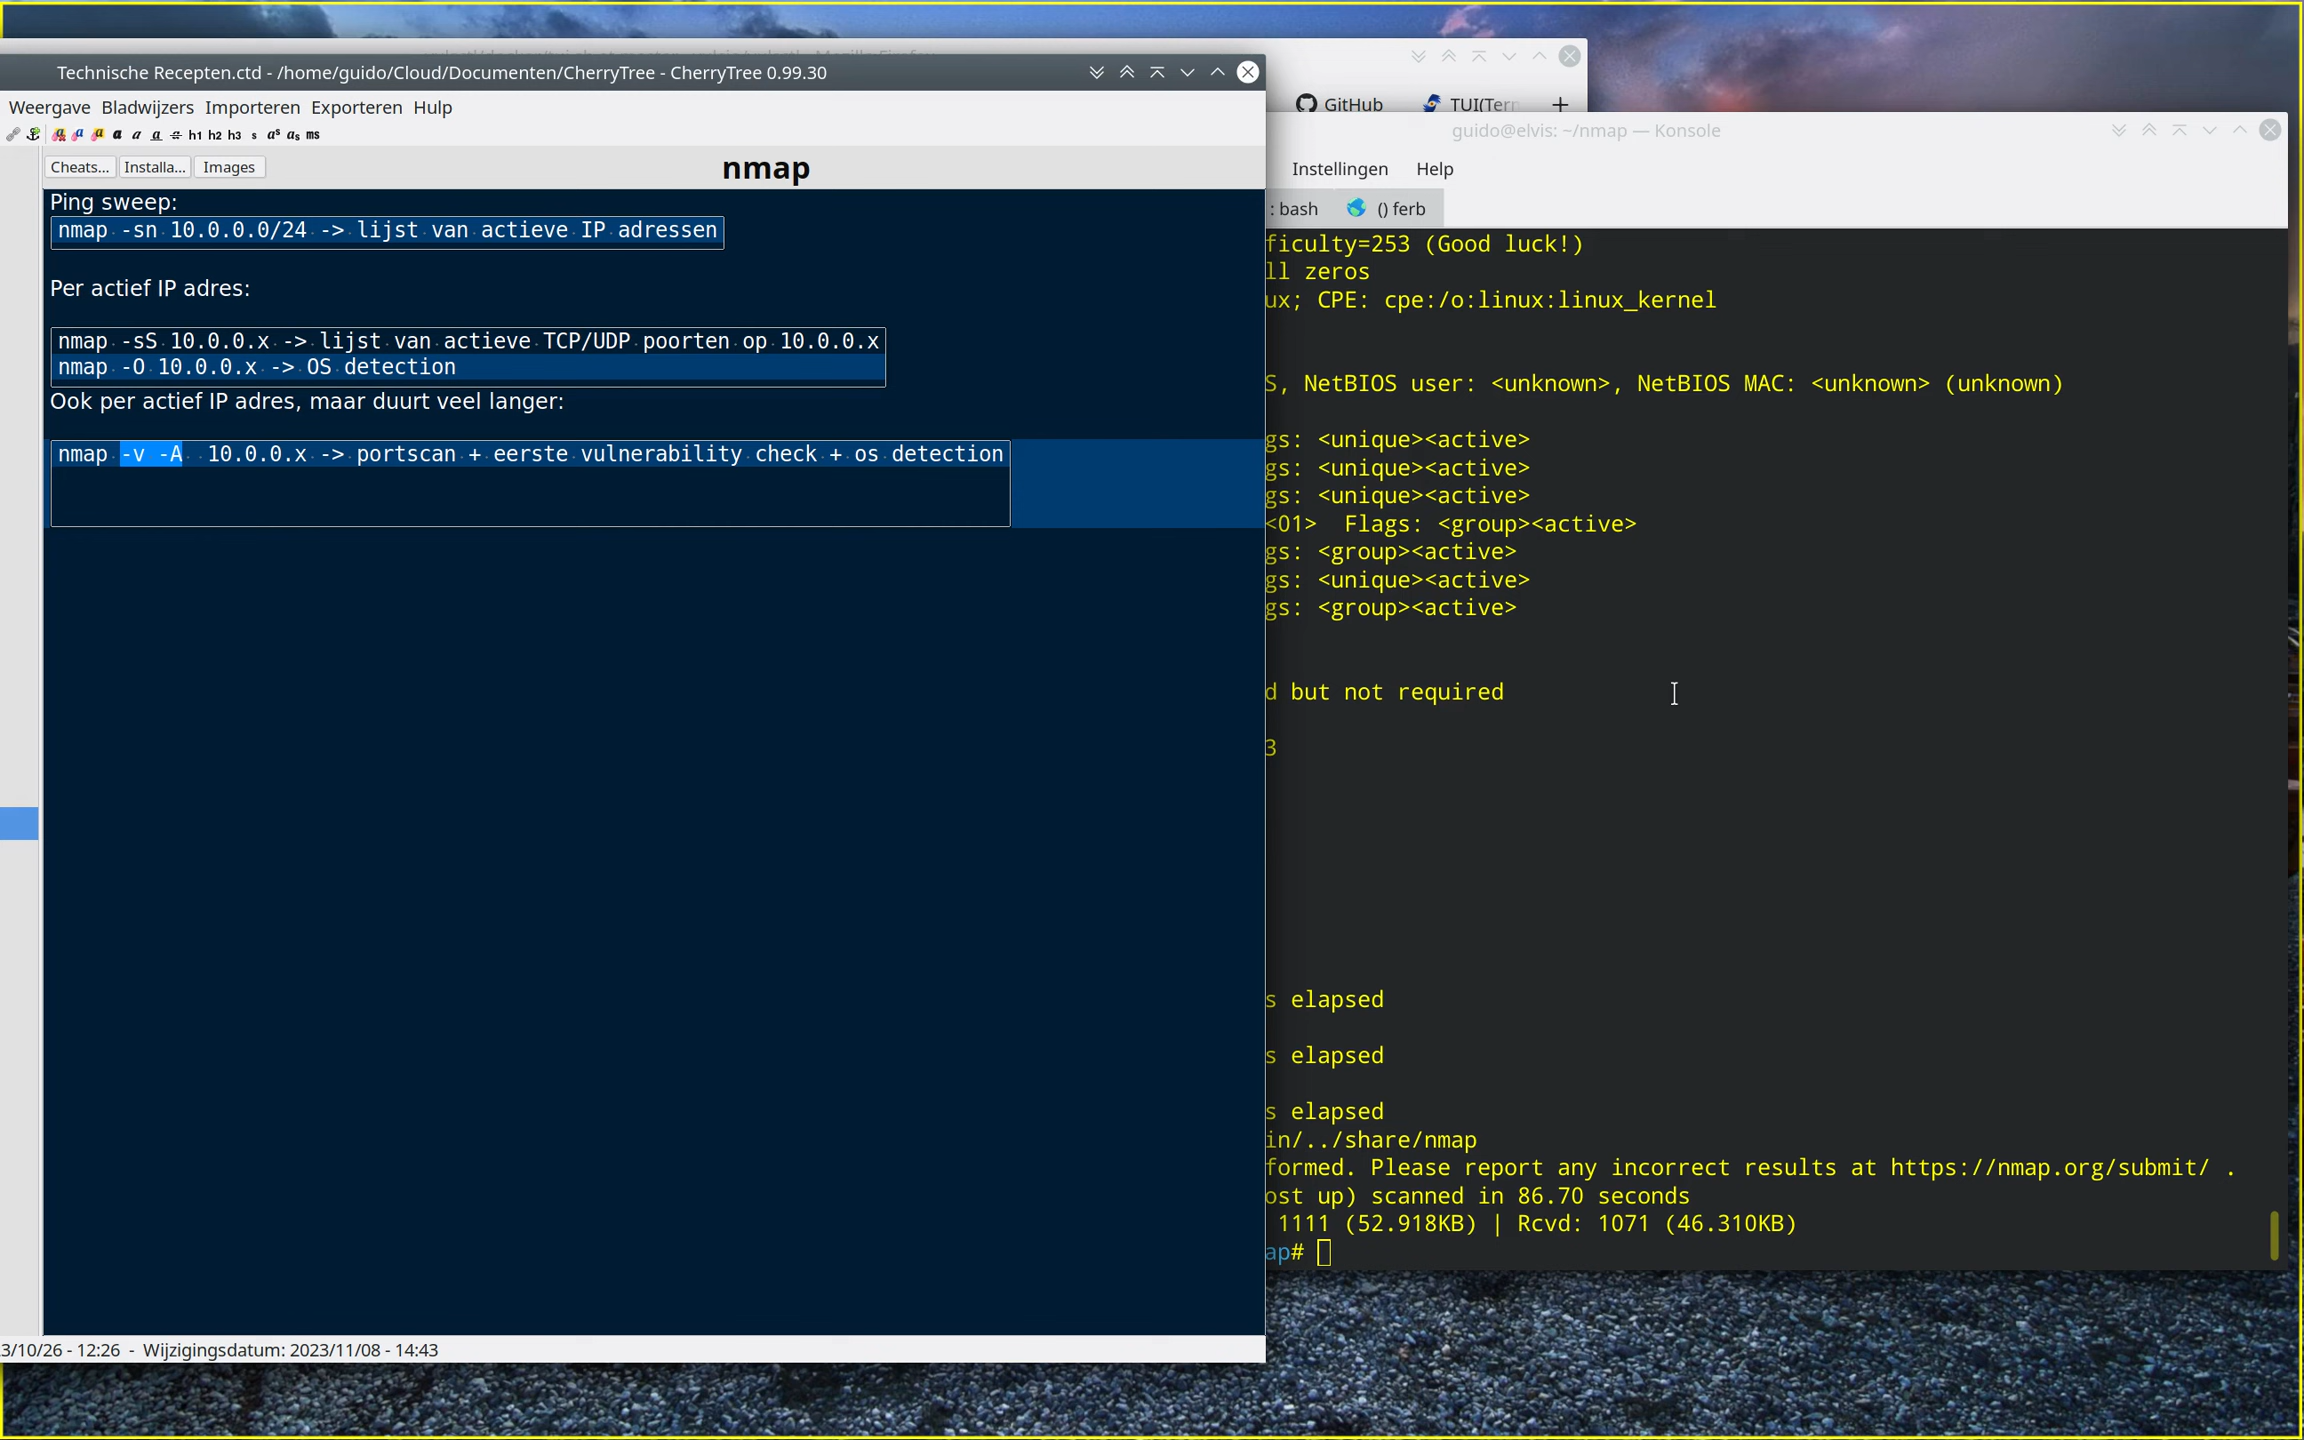 Technische Recepten.ctd - /home/guido/Cloud/Documenten/CherryTree - CherryTree 0.99.30
Weergave Bladwijzers Importeren Exporteren Hulp
h1 h2 h3 s aˢ aₛ ms
Cheats... Installa... Images
nmap
Ping sweep:
nmap -sn 10.0.0.0/24 -> lijst van actieve IP adressen
Per actief IP adres:
nmap -sS 10.0.0.x -> lijst van actieve TCP/UDP poorten op 10.0.0.x
nmap -O 10.0.0.x -> OS detection
Ook per actief IP adres, maar duurt veel langer:
nmap -v -A  10.0.0.x -> portscan + eerste vulnerability check + os detection
3/10/26 - 12:26 - Wijzigingsdatum: 2023/11/08 - 14:43
GitHub
TUI(Tern
guido@elvis: ~/nmap — Konsole
Instellingen Help
: bash () ferb
ficulty=253 (Good luck!)
ll zeros
ux; CPE: cpe:/o:linux:linux_kernel
S, NetBIOS user: <unknown>, NetBIOS MAC: <unknown> (unknown)
gs: <unique><active>
gs: <unique><active>
gs: <unique><active>
<01>  Flags: <group><active>
gs: <group><active>
gs: <unique><active>
gs: <group><active>
d but not required
3
s elapsed
s elapsed
s elapsed
in/../share/nmap
formed. Please report any incorrect results at https://nmap.org/submit/ .
ost up) scanned in 86.70 seconds
1111 (52.918KB) | Rcvd: 1071 (46.310KB)
ap#